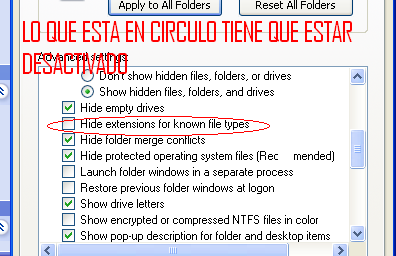 Apply to All Folders
Reset All Folders
LO QUE ESTA EN CIRCULO TIENE QUE ESTAR
DESACTIVADO
Advanced settings:
Don't show hidden files, folders, or drives
Show hidden files, folders, and drives
Hide empty drives
Hide extensions for known file types
Hide folder merge conflicts
Hide protected operating system files (Rec mended)
Launch folder windows in a separate process
Restore previous folder windows at logon
Show drive letters
Show encrypted or compressed NTFS files in color
Show pop-up description for folder and desktop items